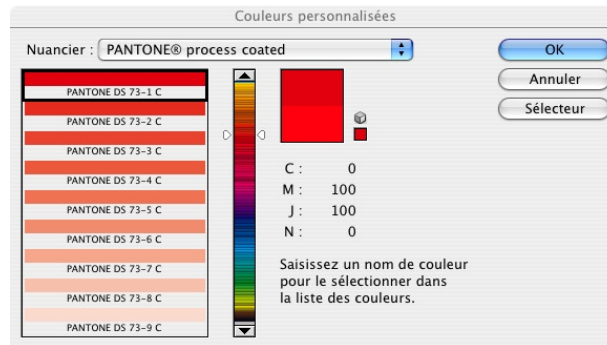 Couleurs personnalisées
Nuancier : PANTONE® process coated
OK
Annuler
Sélecteur
PANTONE DS 73-1 C
PANTONE DS 73-2 C
PANTONE DS 73-3 C
PANTONE DS 73-4 C
PANTONE DS 73-5 C
PANTONE DS 73-6 C
PANTONE DS 73-7 C
PANTONE DS 73-8 C
PANTONE DS 73-9 C
C : 0
M : 100
J : 100
N : 0
Saisissez un nom de couleur
pour le sélectionner dans
la liste des couleurs.